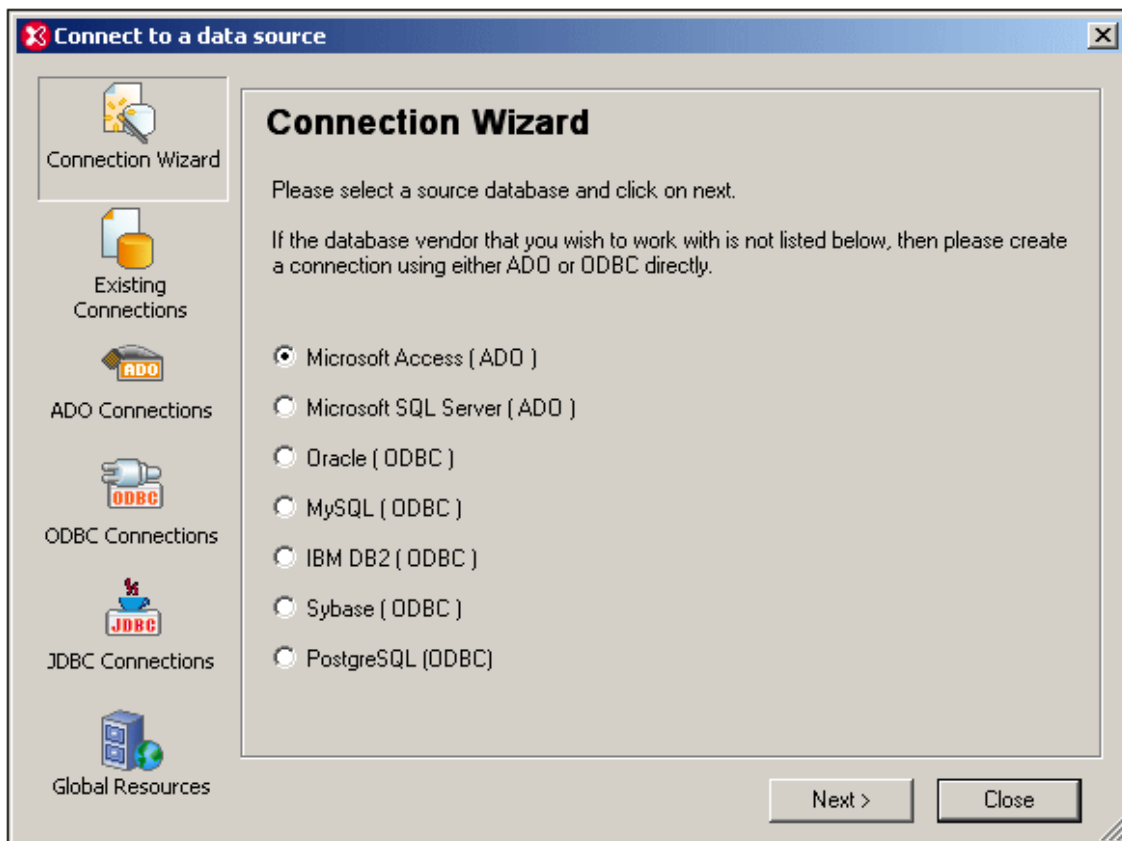 Connect to a data source
Connection Wizard
Existing
Connections
ADO
ADO Connections
ODBC
ODBC Connections
JDBC
JDBC Connections
Global Resources
Connection Wizard
Please select a source database and click on next.
If the database vendor that you wish to work with is not listed below, then please create
a connection using either ADO or ODBC directly.
Microsoft Access ( ADO )
Microsoft SQL Server ( ADO )
Oracle ( ODBC )
MySQL ( ODBC )
IBM DB2 ( ODBC )
Sybase ( ODBC )
PostgreSQL (ODBC)
Next >
Close